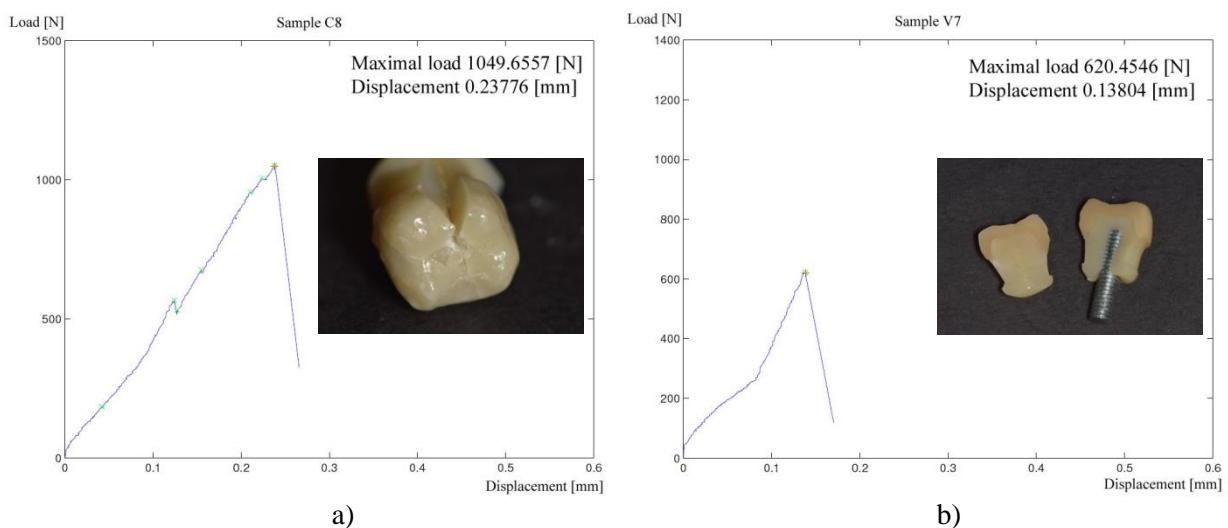 Load [N]
Sample C8
1500
Maximal load 1049.6557 [N]
Displacement 0.23776 [mm]
1000
500
0
0 0.1 0.2 0.3 0.4 0.5 0.6
Displacement [mm]
a)
Load [N]
Sample V7
1400
Maximal load 620.4546 [N]
Displacement 0.13804 [mm]
1200
1000
800
600
400
200
0
0 0.1 0.2 0.3 0.4 0.5 0.6
Displacement [mm]
b)